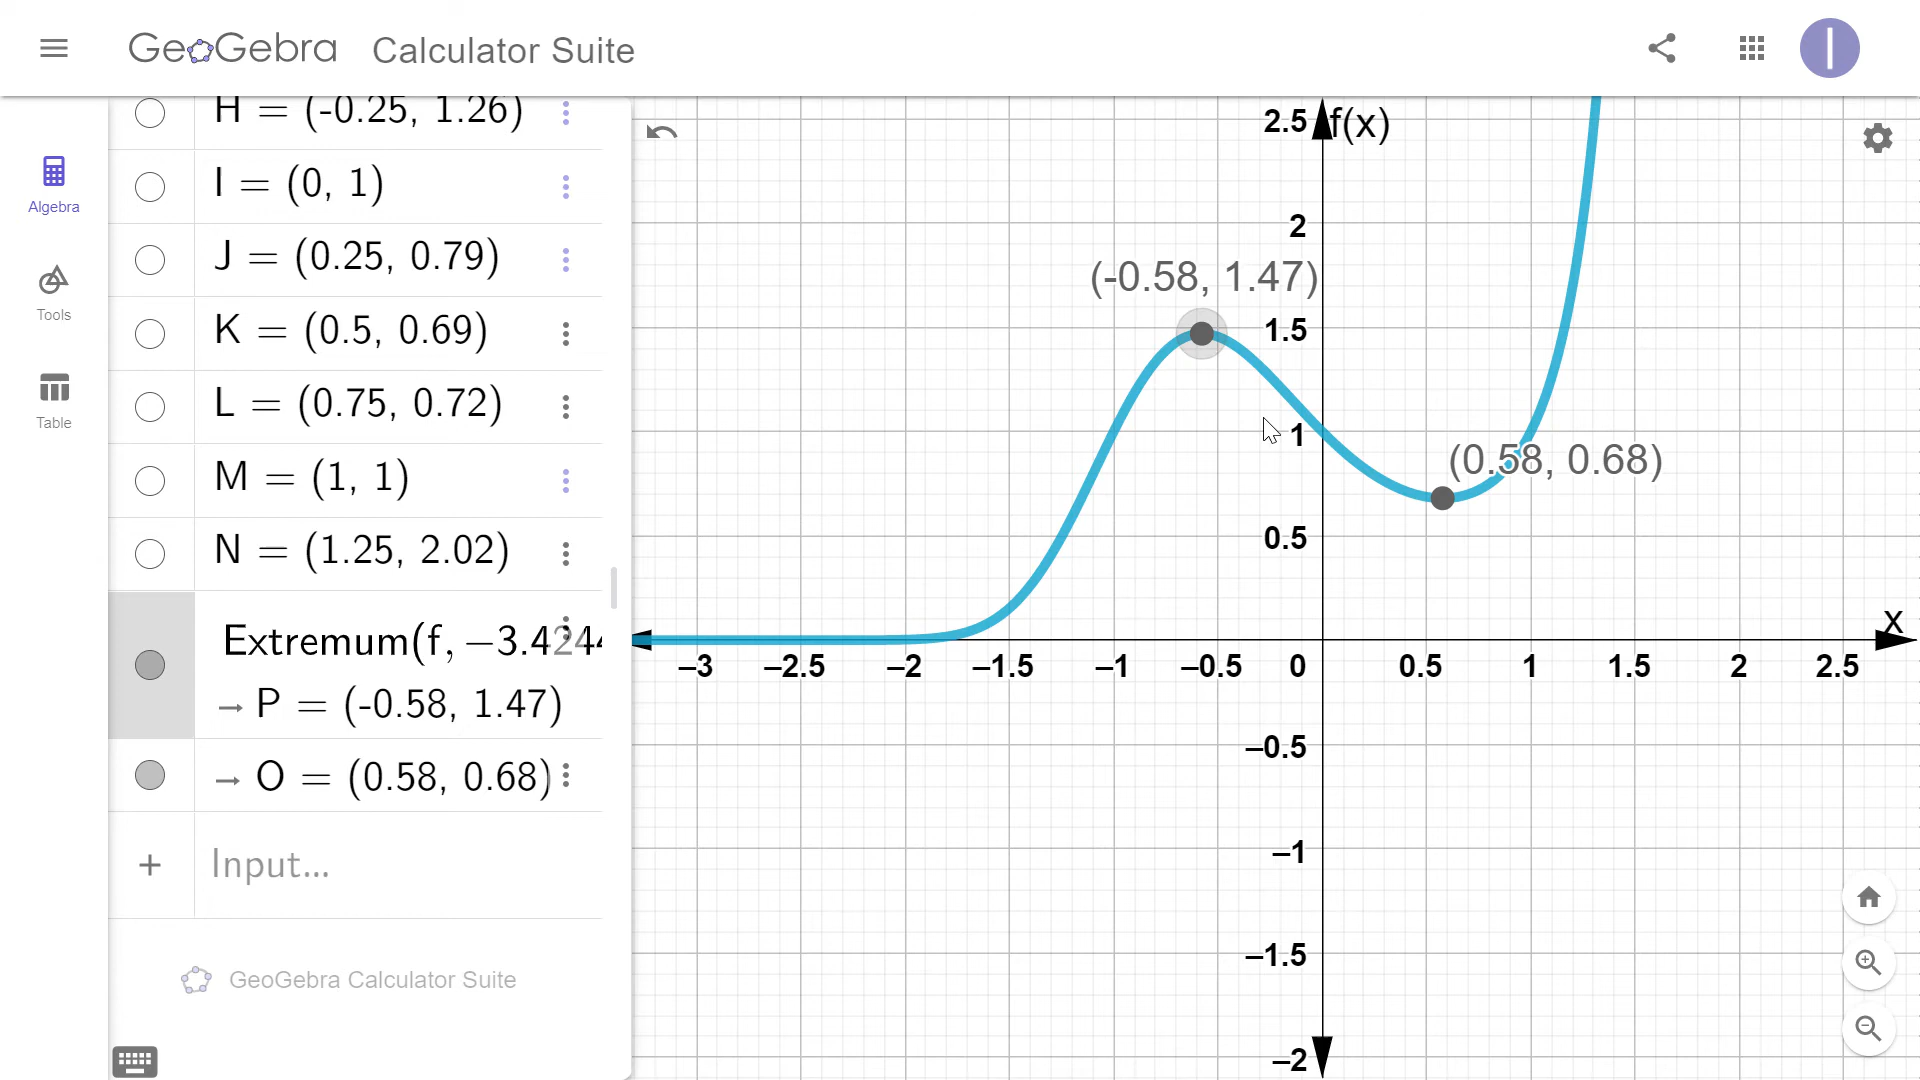 GeoGebra Calculator Suite
Algebra
Tools
Table
H = (-0.25, 1.26)
I = (0, 1)
J = (0.25, 0.79)
K = (0.5, 0.69)
L = (0.75, 0.72)
M = (1, 1)
N = (1.25, 2.02)
Extremum(f, −3.4244
→ P = (-0.58, 1.47)
→ O = (0.58, 0.68)
+ Input...
GeoGebra Calculator Suite
f(x)
x
(-0.58, 1.47)
(0.58, 0.68)
2.5
2
1.5
1
0.5
–3 –2.5 –2 –1.5 –1 –0.5 0 0.5 1 1.5 2 2.5
–0.5
–1
–1.5
–2